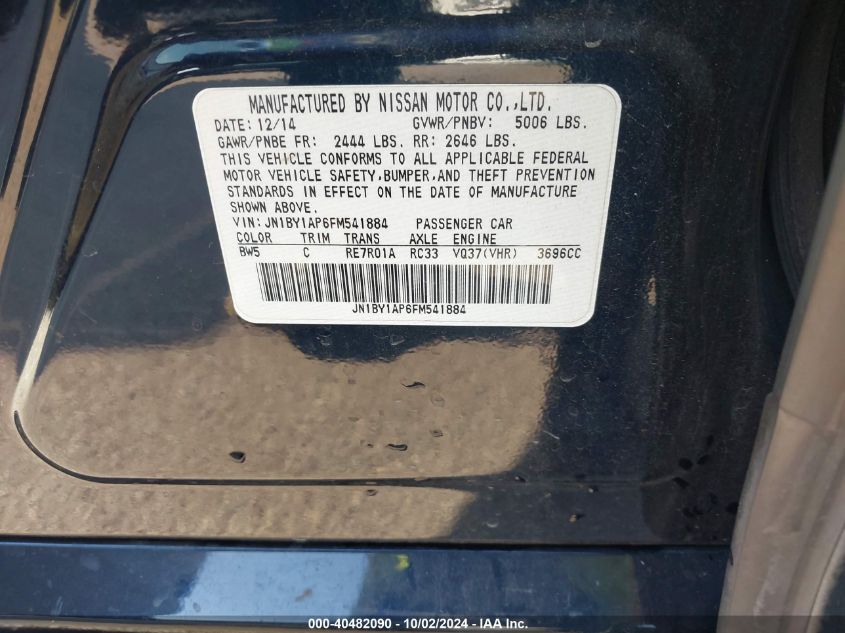 MANUFACTURED BY NISSAN MOTOR CO.,LTD.
DATE: 12/14 GVWR/PNBV: 5006 LBS.
GAWR/PNBE FR: 2444 LBS. RR: 2646 LBS.
THIS VEHICLE CONFORMS TO ALL APPLICABLE FEDERAL
MOTOR VEHICLE SAFETY,BUMPER,AND THEFT PREVENTION
STANDARDS IN EFFECT ON THE DATE OF MANUFACTURE
SHOWN ABOVE.
VIN:JN1BY1AP6FM541884 PASSENGER CAR
COLOR TRIM TRANS AXLE ENGINE
BW5 C RE7R01A RC33 VQ37(VHR) 3696CC
JN1BY1AP6FM541884
000-40482090 - 10/02/2024 - IAA Inc.